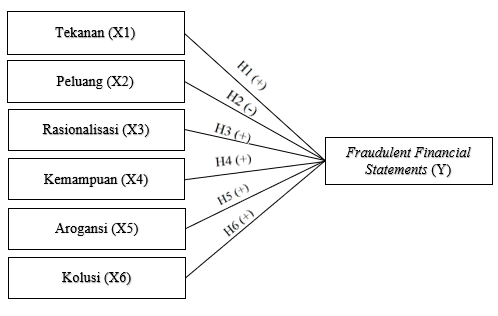 Tekanan (X1)
H1 (+)
Peluang (X2)
H2 (-)
Rasionalisasi (X3)
H3 (+)
Kemampuan (X4)
H4 (+)
Arogansi (X5)
H5 (+)
Kolusi (X6)
H6 (+)
Fraudulent Financial
Statements (Y)